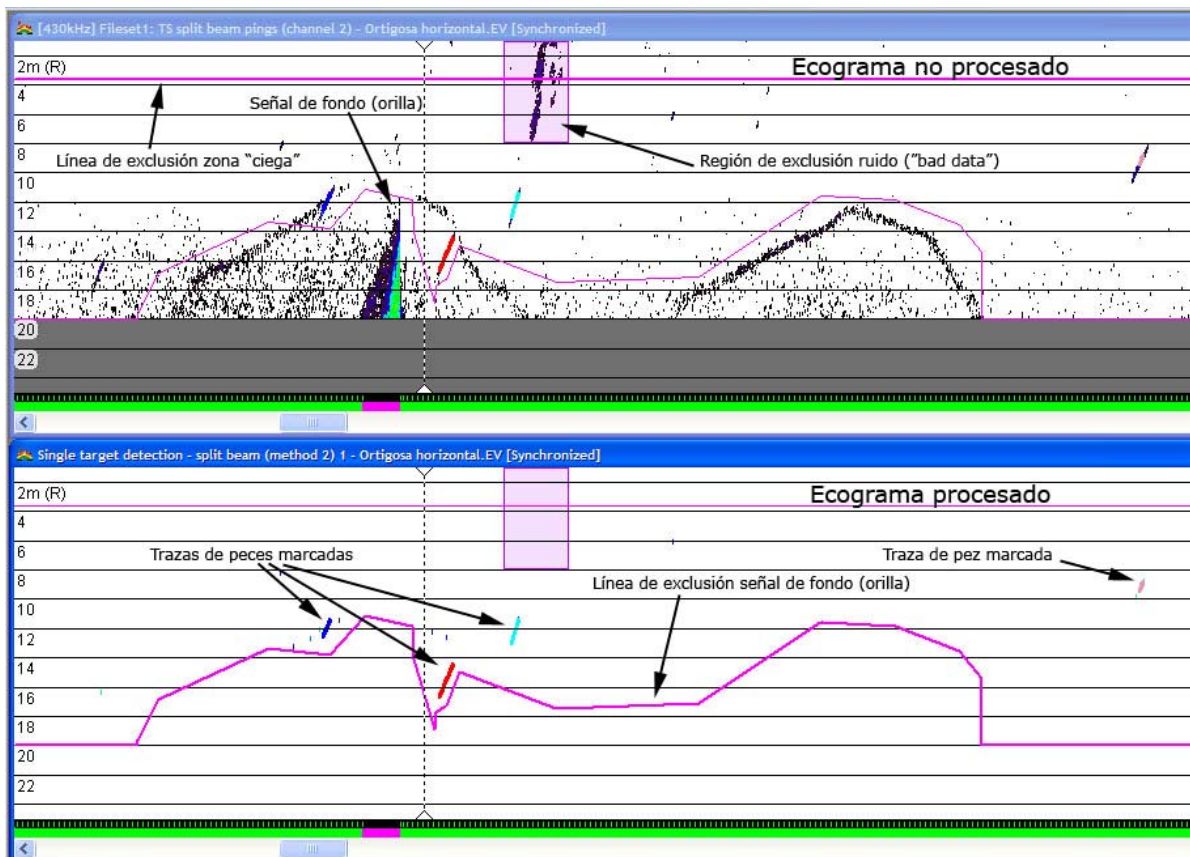 [430kHz] Fileset1: TS split beam pings (channel 2) - Ortigosa horizontal.EV [Synchronized]
2m (R)
Ecograma no procesado
4
Señal de fondo (orilla)
6
8
Línea de exclusión zona "ciega"
Región de exclusión ruido ("bad data")
10
12
14
16
18
20
22
Single target detection - split beam (method 2) 1 - Ortigosa horizontal.EV [Synchronized]
2m (R)
Ecograma procesado
4
6
Trazas de peces marcadas
Traza de pez marcada
8
Línea de exclusión señal de fondo (orilla)
10
12
14
16
18
20
22